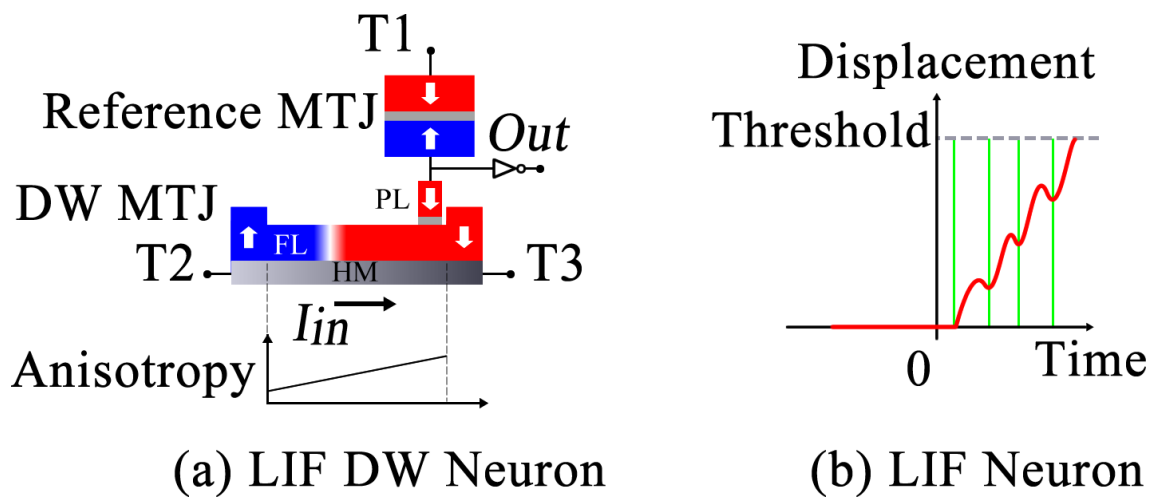 T1
Reference MTJ
Out
DW MTJ
PL
FL
T2
HM
T3
Iin
Anisotropy
(a) LIF DW Neuron
Displacement
Threshold
0
Time
(b) LIF Neuron